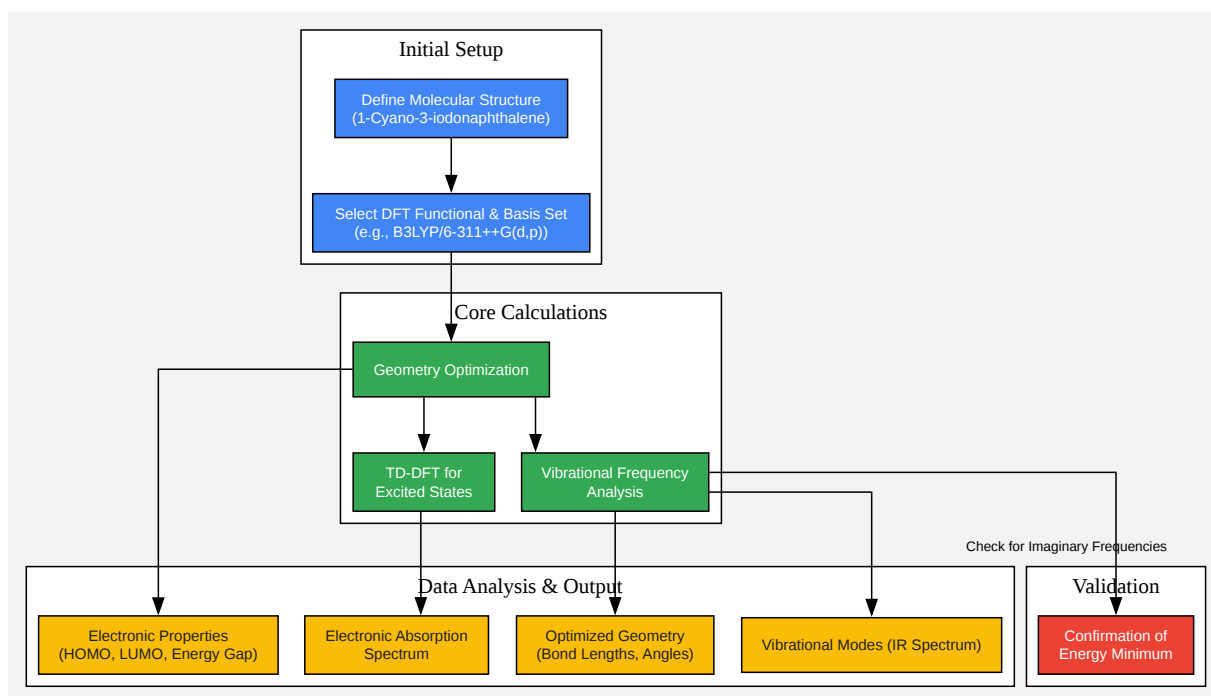 Initial Setup
Define Molecular Structure
(1-Cyano-3-iodonaphthalene)
Select DFT Functional & Basis Set
(e.g., B3LYP/6-311++G(d,p))
Core Calculations
Geometry Optimization
TD-DFT for
Excited States
Vibrational Frequency
Analysis
Check for Imaginary Frequencies
Data Analysis & Output
Electronic Properties
(HOMO, LUMO, Energy Gap)
Electronic Absorption
Spectrum
Optimized Geometry
(Bond Lengths, Angles)
Vibrational Modes (IR Spectrum)
Validation
Confirmation of
Energy Minimum